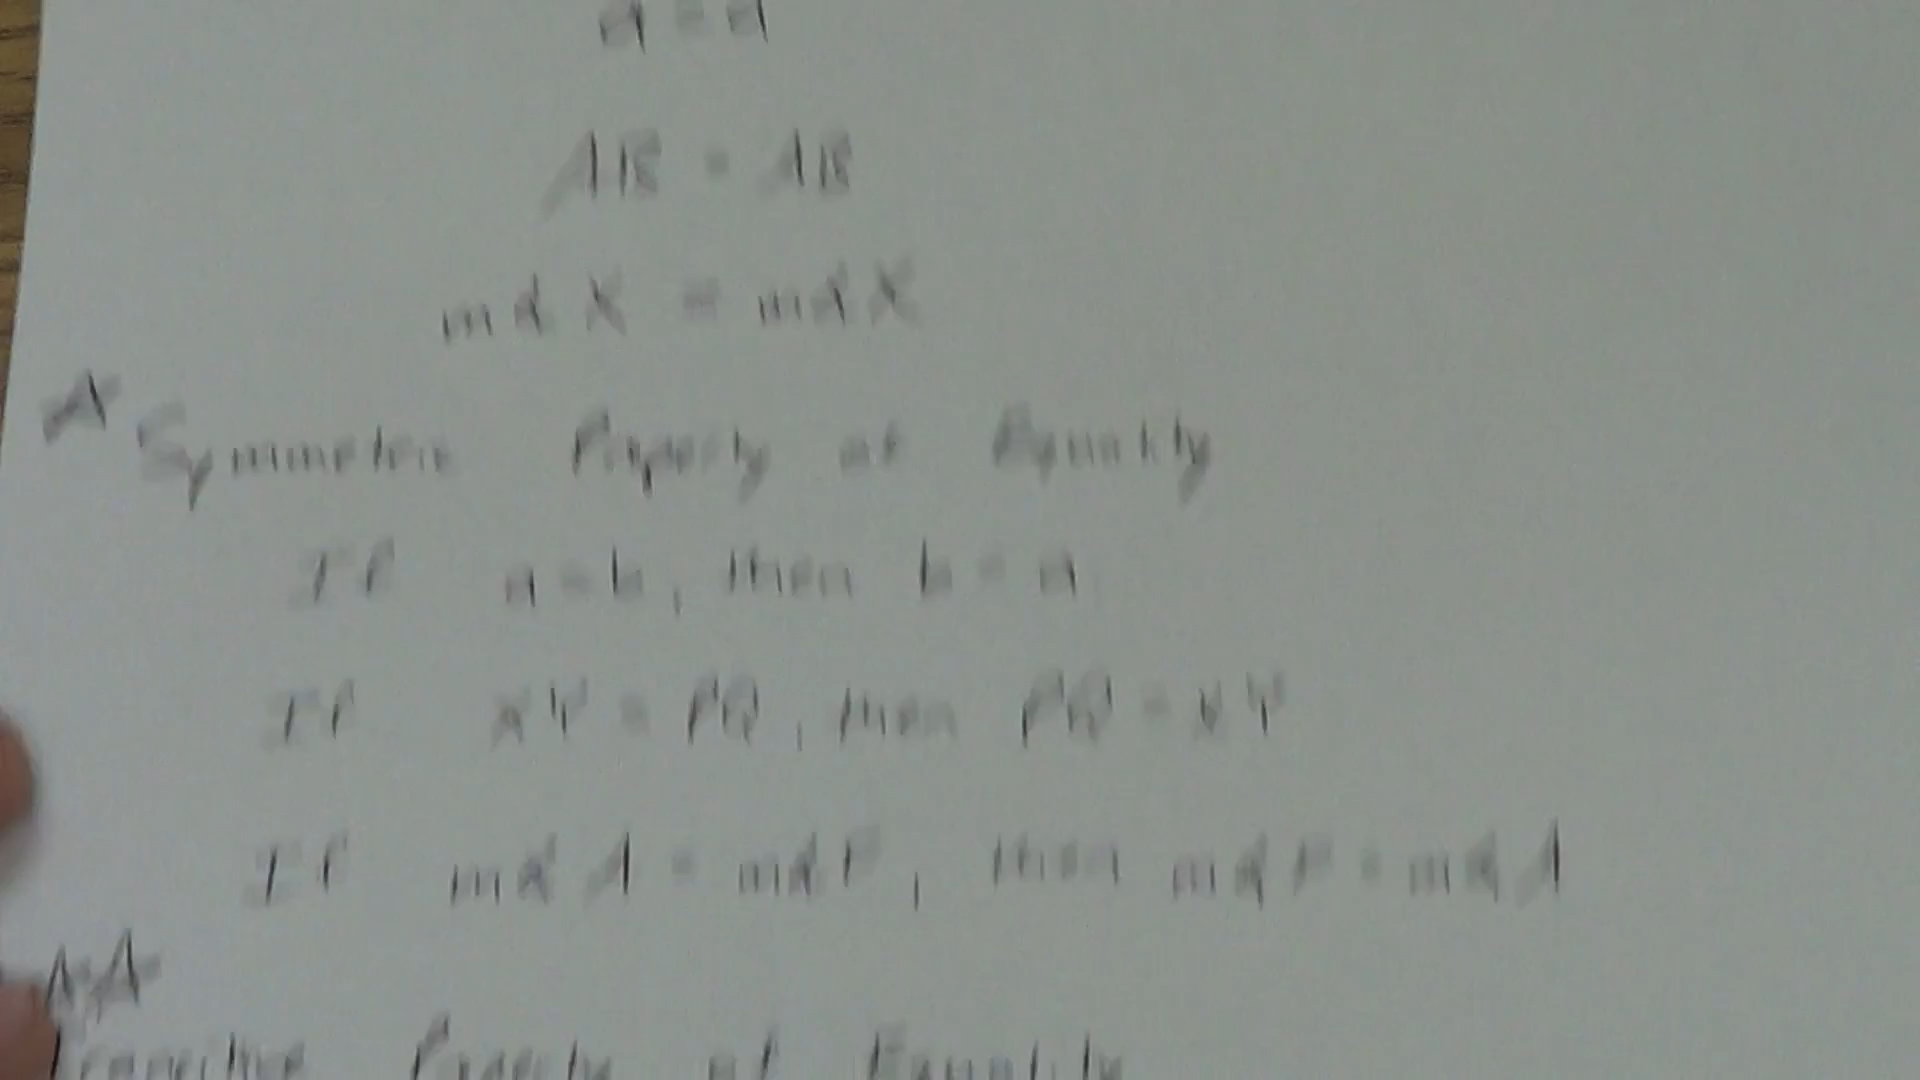 a = a
AB = AB
m∠X = m∠X
Symmetric Property of Equality
If a = b, then b = a
If XY = PQ, then PQ = XY
If m∠A = m∠P, then m∠P = m∠A
Transitive Property of Equality